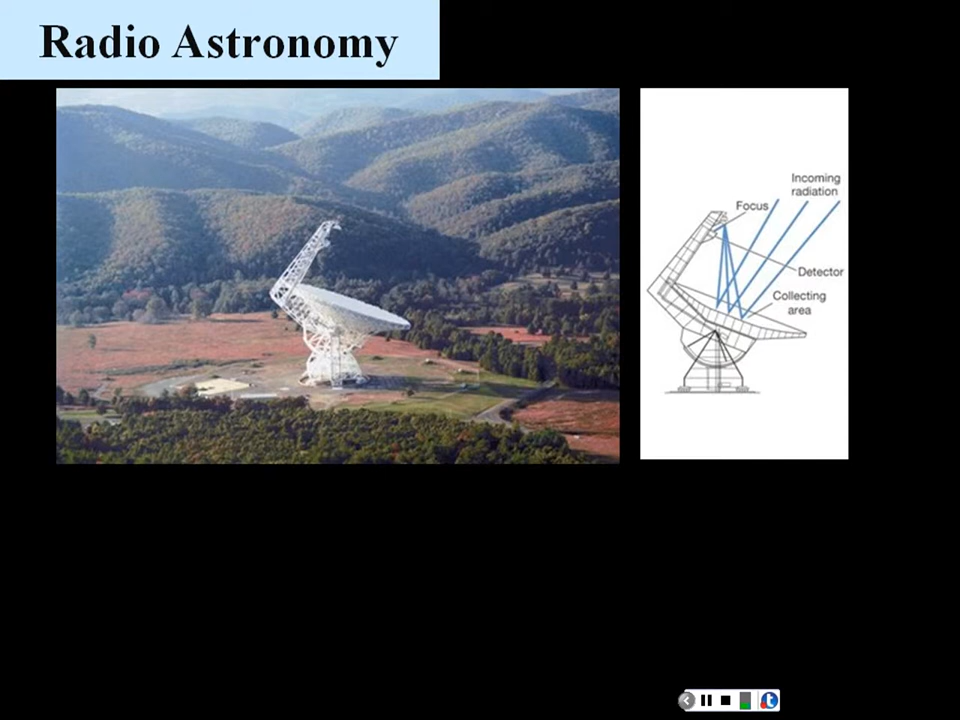 Radio Astronomy
Incoming
radiation
Focus
Detector
Collecting
area